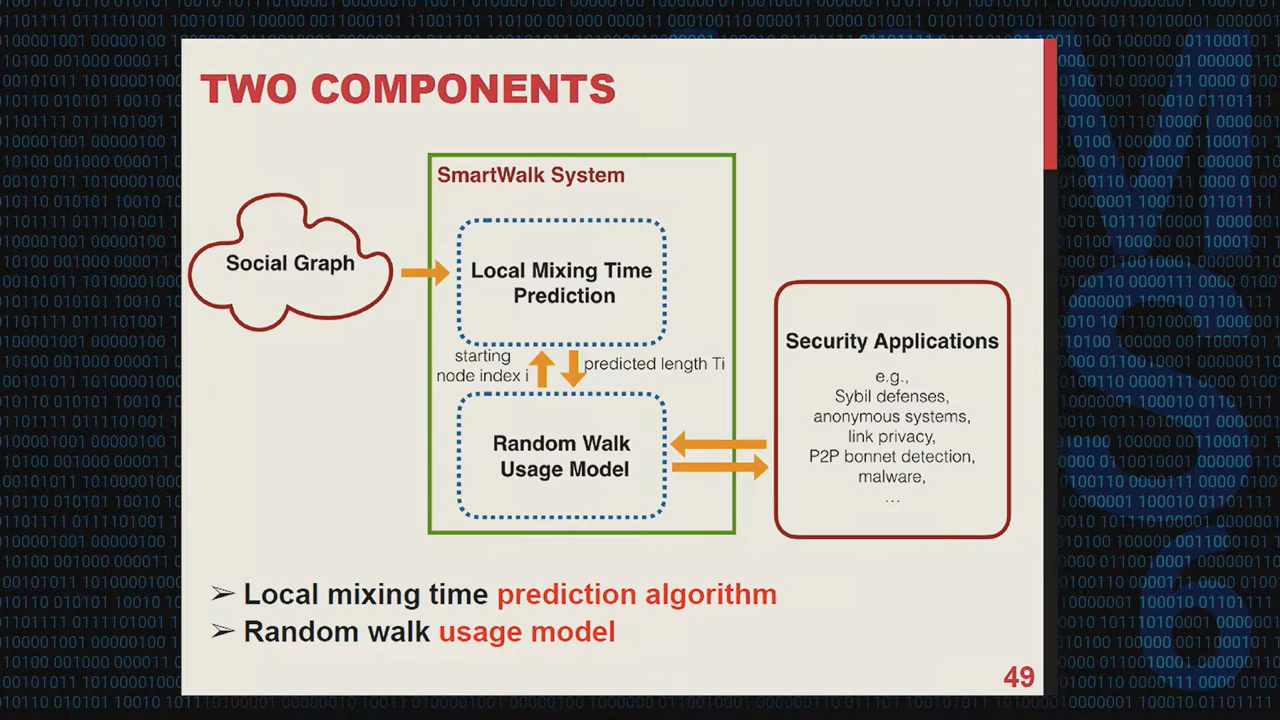 TWO COMPONENTS
SmartWalk System
Social Graph
Local Mixing Time
Prediction
starting
node index i
predicted length Ti
Random Walk
Usage Model
Security Applications
e.g.,
Sybil defenses,
anonymous systems,
link privacy,
P2P bonnet detection,
malware,
...
➢ Local mixing time prediction algorithm
➢ Random walk usage model
49